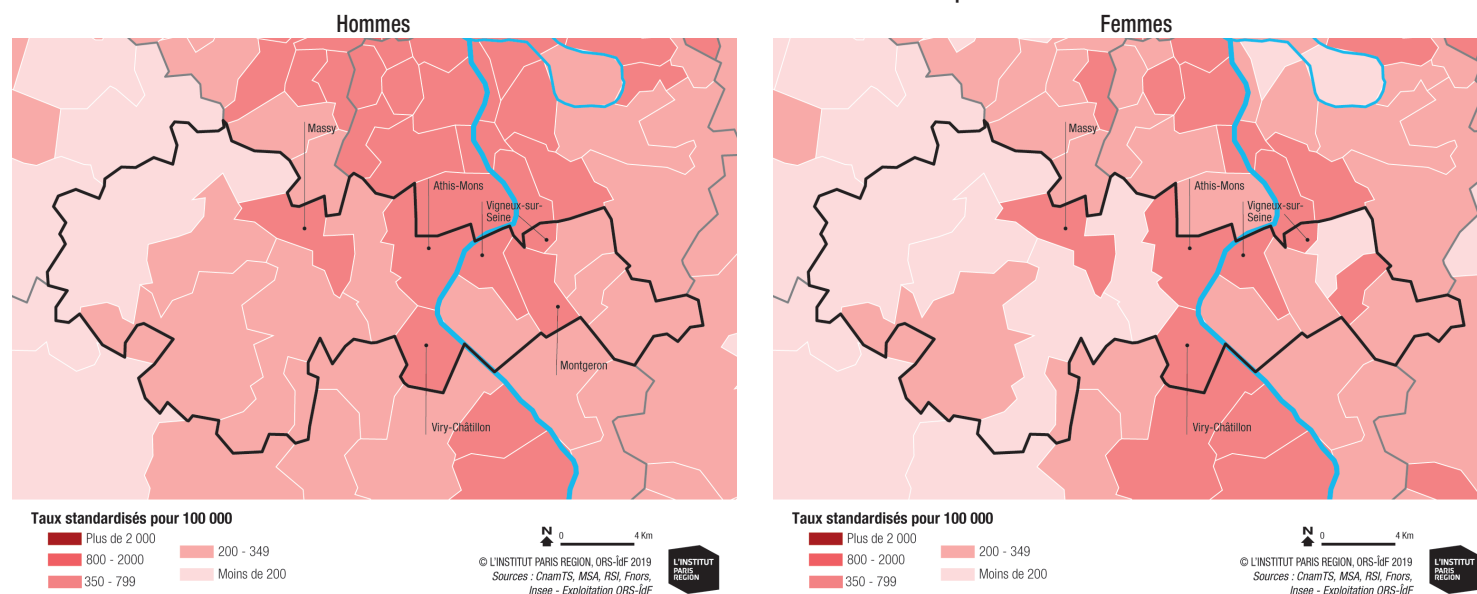 Hommes
Massy
Athis-Mons
Vigneux-sur-
Seine
Montgeron
Viry-Châtillon
Taux standardisés pour 100 000
Plus de 2 000
800 - 2000
350 - 799
200 - 349
Moins de 200
N
0 4 Km
© L'INSTITUT PARIS REGION, ORS-ÎdF 2019
Sources : CnamTS, MSA, RSI, Fnors,
Insee - Exploitation ORS-ÎdF
L'INSTITUT
PARIS
REGION
Femmes
Massy
Athis-Mons
Vigneux-sur-
Seine
Viry-Châtillon
Taux standardisés pour 100 000
Plus de 2 000
800 - 2000
350 - 799
200 - 349
Moins de 200
N
0 4 Km
© L'INSTITUT PARIS REGION, ORS-ÎdF 2019
Sources : CnamTS, MSA, RSI, Fnors,
Insee - Exploitation ORS-ÎdF
L'INSTITUT
PARIS
REGION